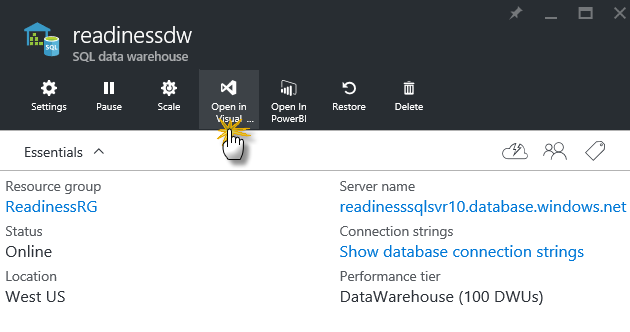 readinessdw
SQL
SQL data warehouse
Settings
Pause
Scale
Open in
Visual ...
Open In
PowerBI
Restore
Delete
Essentials
Resource group
ReadinessRG
Server name
readinesssqlsvr10.database.windows.net
Status
Online
Connection strings
Show database connection strings
Location
West US
Performance tier
DataWarehouse (100 DWUs)